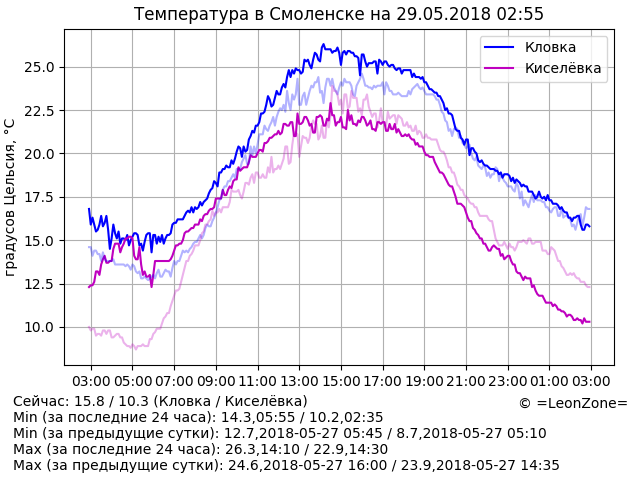 Температура в Смоленске на 29.05.2018 02:55
Кловка
Киселёвка
градусов Цельсия, °C
25.0
22.5
20.0
17.5
15.0
12.5
10.0
03:00 05:00 07:00 09:00 11:00 13:00 15:00 17:00 19:00 21:00 23:00 01:00 03:00
Сейчас: 15.8 / 10.3 (Кловка / Киселёвка)
© =LeonZone=
Min (за последние 24 часа): 14.3,05:55 / 10.2,02:35
Min (за предыдущие сутки): 12.7,2018-05-27 05:45 / 8.7,2018-05-27 05:10
Max (за последние 24 часа): 26.3,14:10 / 22.9,14:30
Max (за предыдущие сутки): 24.6,2018-05-27 16:00 / 23.9,2018-05-27 14:35